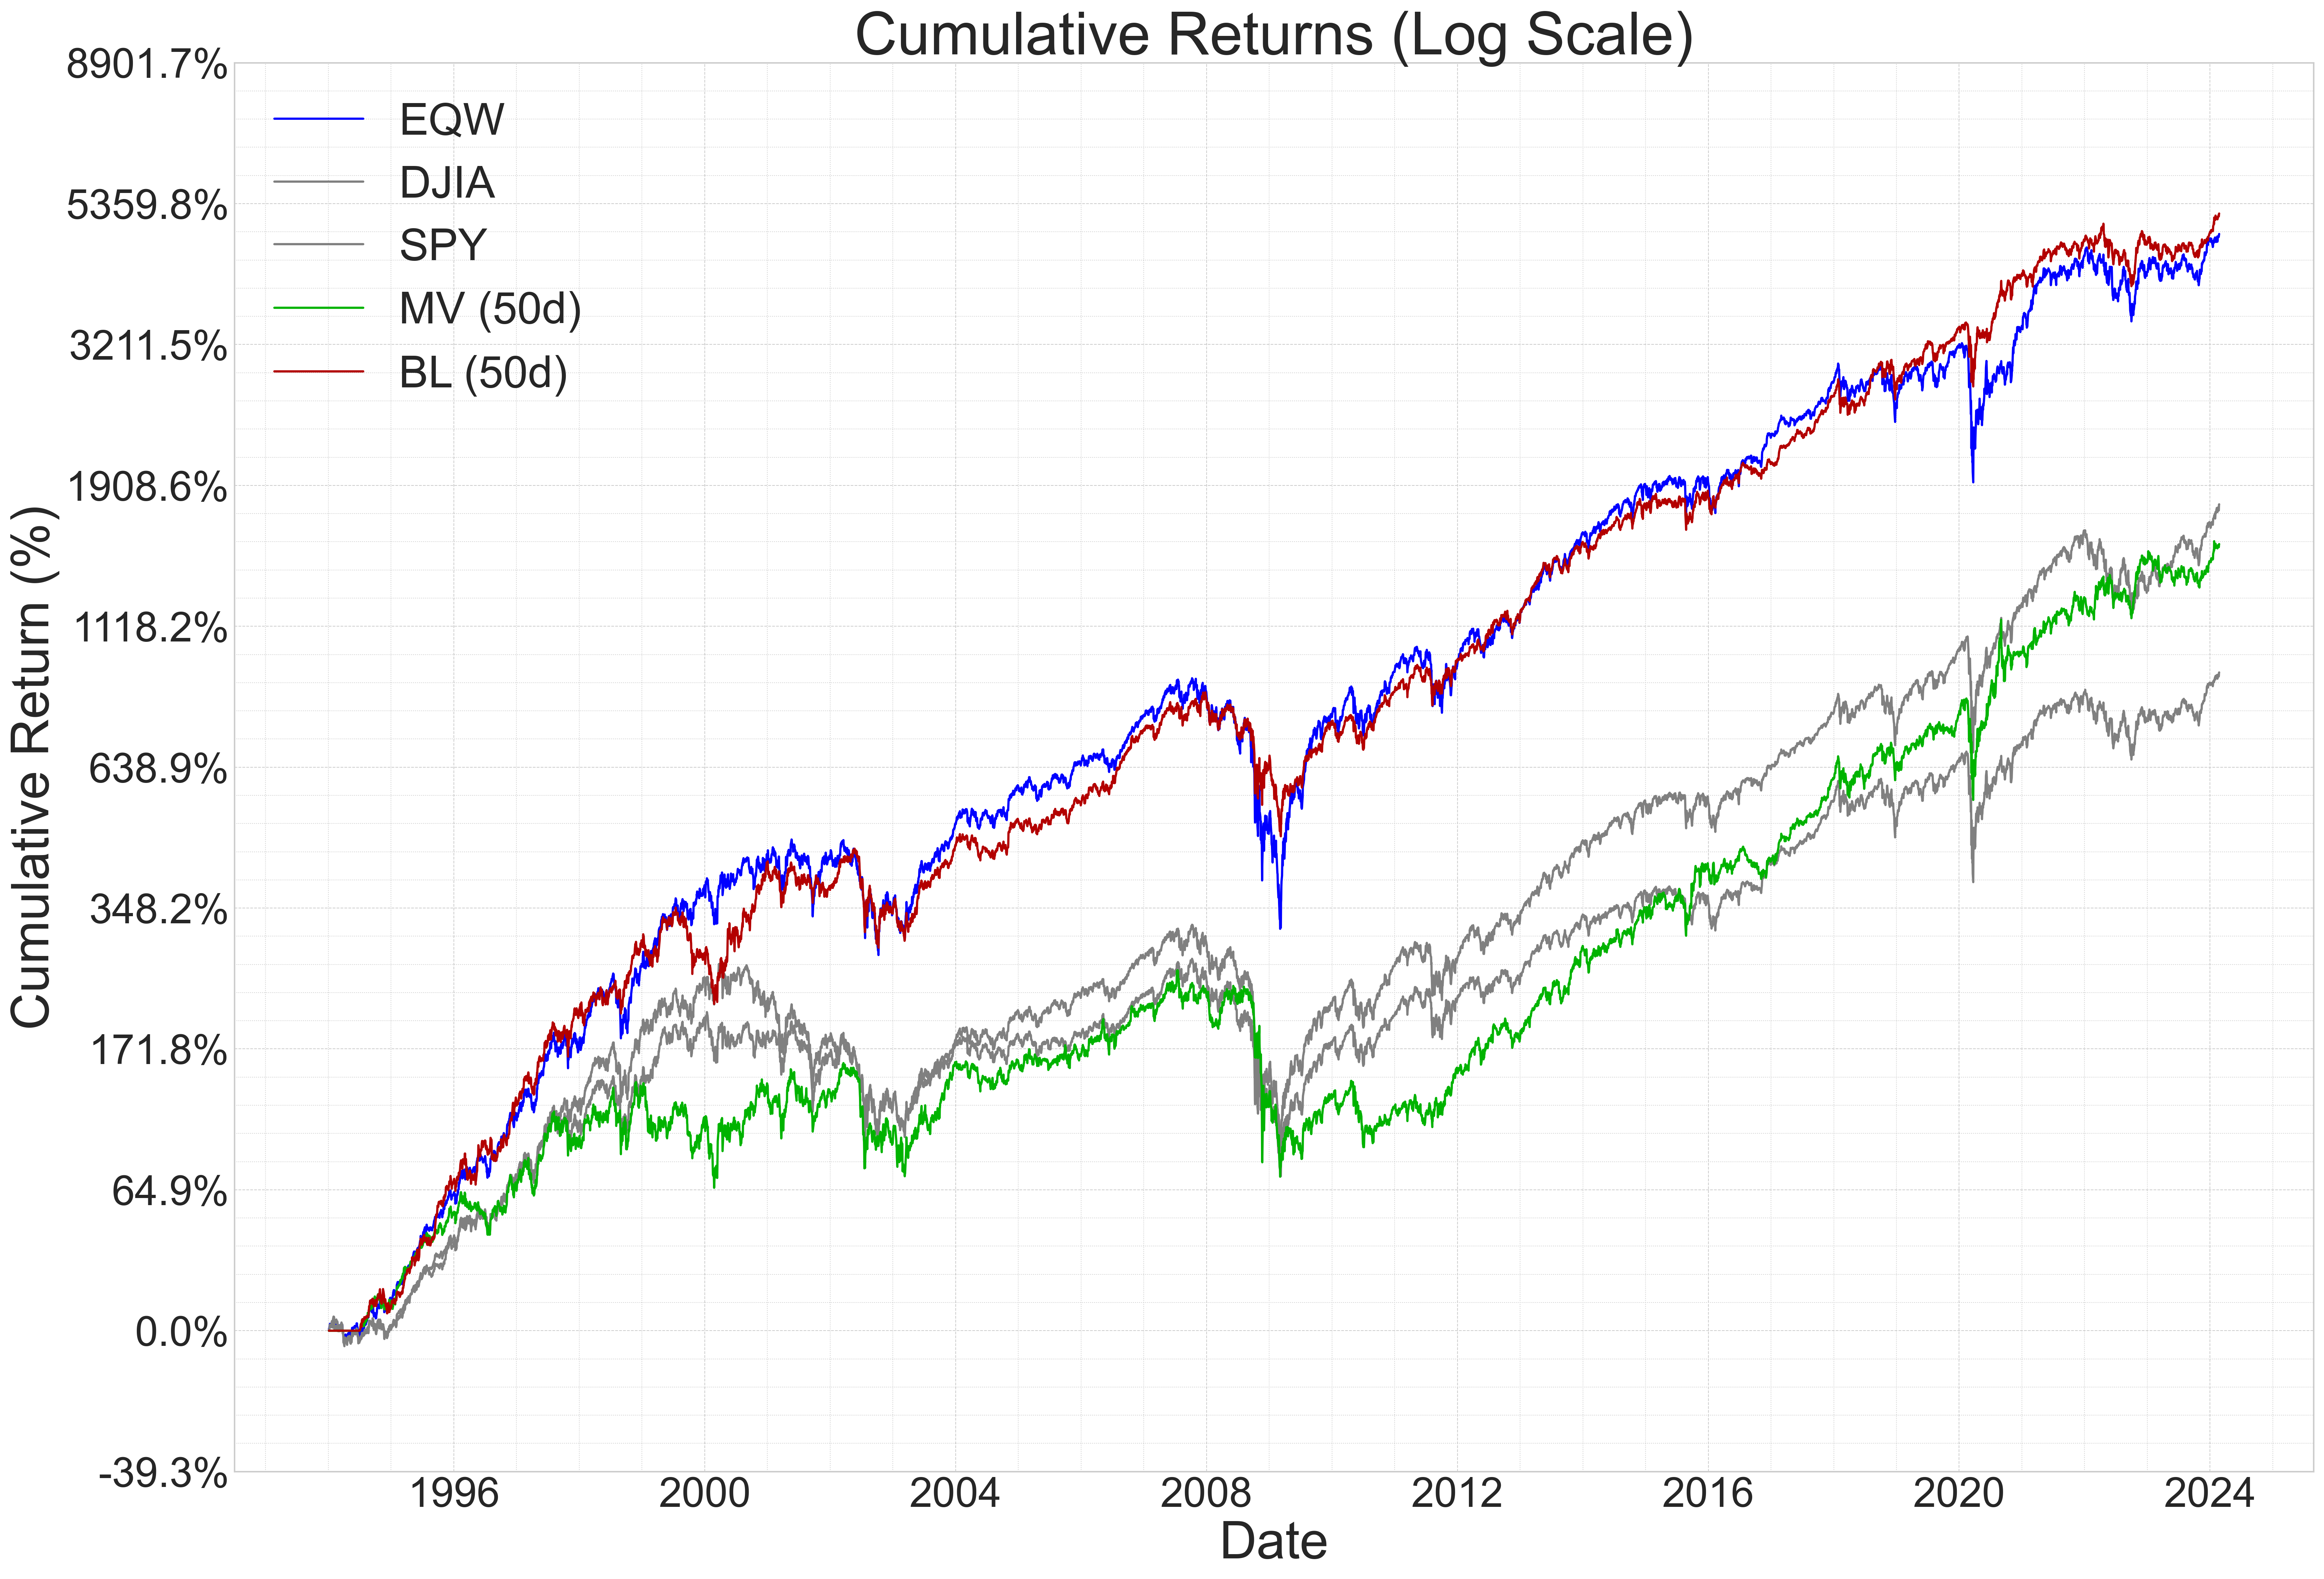 Cumulative Returns (Log Scale)
8901.7%
5359.8%
3211.5%
1908.6%
1118.2%
638.9%
348.2%
171.8%
64.9%
0.0%
-39.3%
Cumulative Return (%)
EQW
DJIA
SPY
MV (50d)
BL (50d)
1996 2000 2004 2008 2012 2016 2020 2024
Date